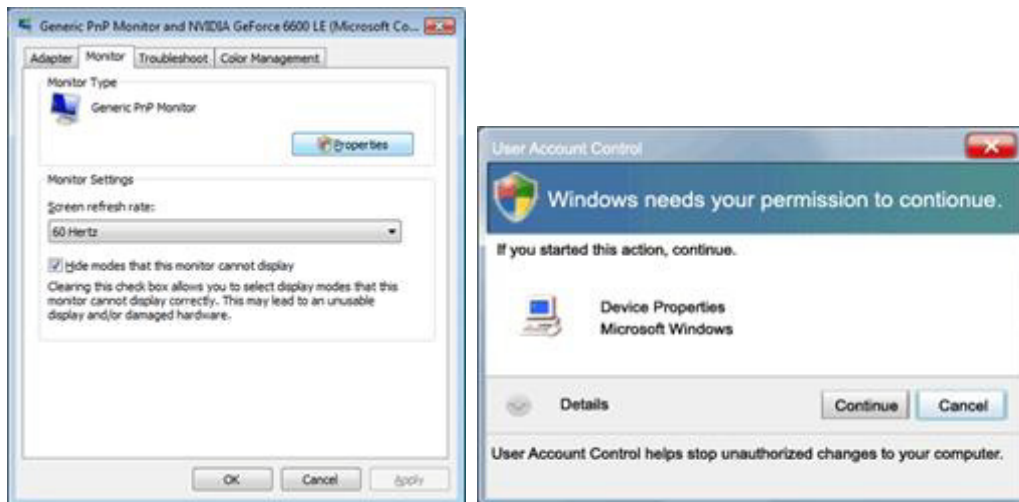 Generic PnP Monitor and NVIDIA GeForce 6600 LE (Microsoft Co...
Adapter Monitor Troubleshoot Color Management
Monitor Type
Generic PnP Monitor
Properties
Monitor Settings
Screen refresh rate:
60 Hertz
Hide modes that this monitor cannot display
Clearing this check box allows you to select display modes that this
monitor cannot display correctly. This may lead to an unusable
display and/or damaged hardware.
OK Cancel Apply
User Account Control
Windows needs your permission to contionue.
If you started this action, continue.
Device Properties
Microsoft Windows
Details Continue Cancel
User Account Control helps stop unauthorized changes to your computer.